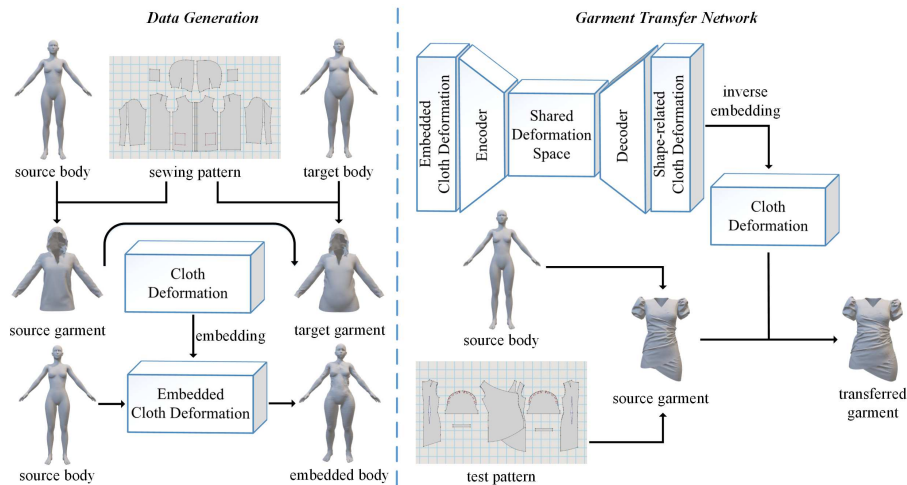 Data Generation
source body
sewing pattern
target body
Cloth
Deformation
source garment
target garment
embedding
Embedded
Cloth Deformation
source body
embedded body
Garment Transfer Network
Embedded
Cloth Deformation
Encoder
Shared
Deformation
Space
Decoder
Shape-related
Cloth Deformation
inverse
embedding
Cloth
Deformation
source body
source garment
transferred
garment
test pattern